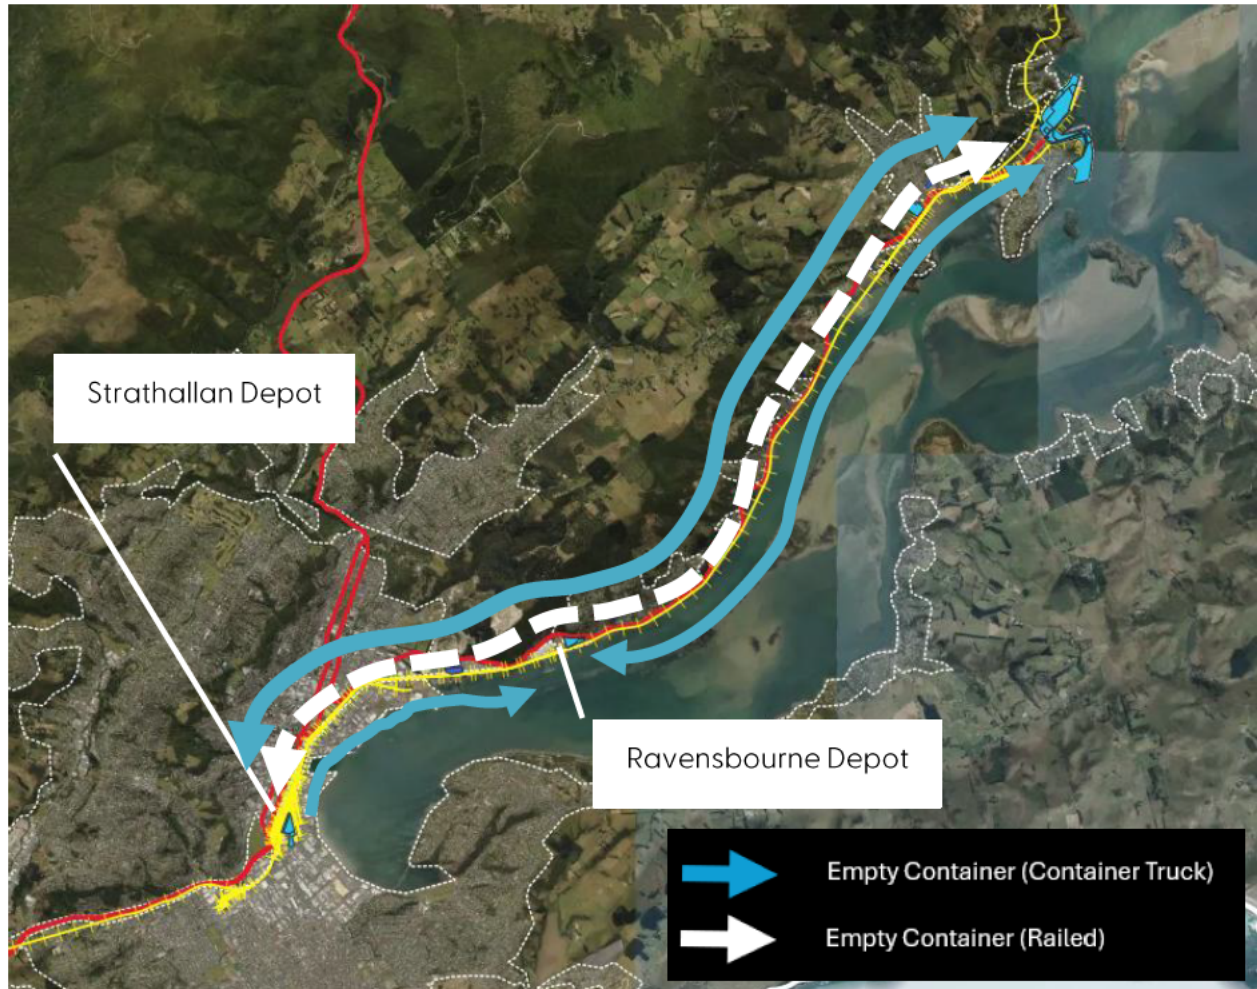 Strathallan Depot
Ravensbourne Depot
Empty Container (Container Truck)
Empty Container (Railed)